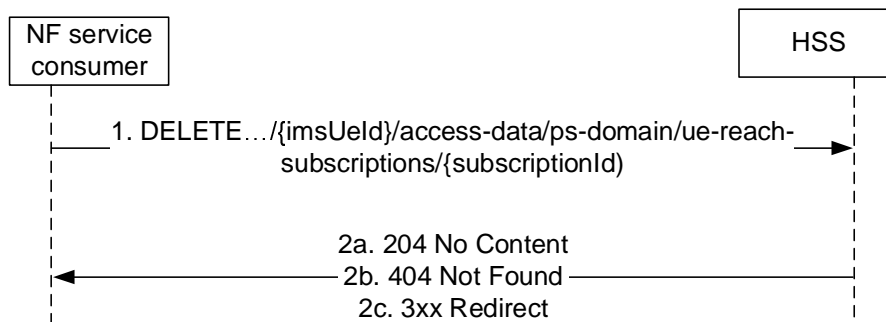 NF service
consumer
HSS
1. DELETE…/{imsUeId}/access-data/ps-domain/ue-reach-
subscriptions/{subscriptionId)
2a. 204 No Content
2b. 404 Not Found
2c. 3xx Redirect